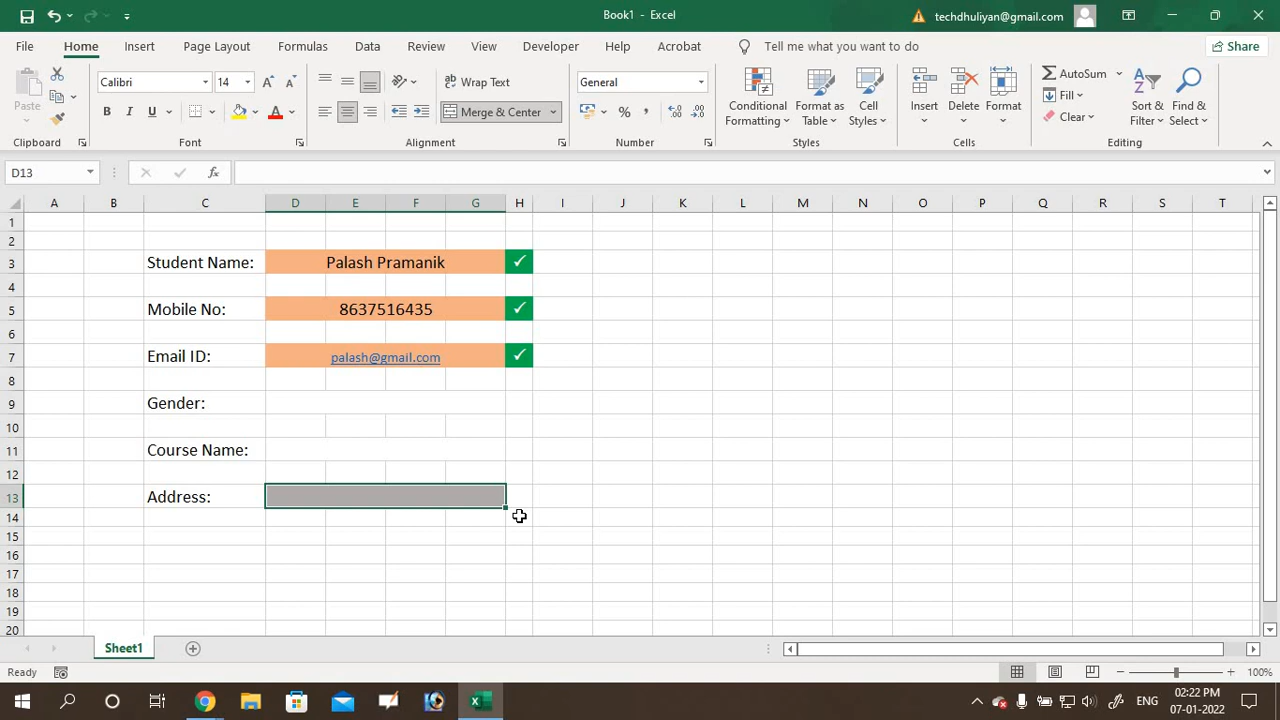 Book1 - Excel
techdhuliyan@gmail.com
File Home Insert Page Layout Formulas Data Review View Developer Help Acrobat Tell me what you want to do Share
Paste
Calibri 14
Wrap Text
General
Conditional Formatting
Format as Table
Cell Styles
Insert
Delete
Format
AutoSum
Fill
Clear
Sort & Filter
Find & Select
B I U A
Merge & Center
%
Clipboard Font Alignment Number Styles Cells Editing
D13 fx
A B C D E F G H I J K L M N O P Q R S T
1
2
3 Student Name: Palash Pramanik ✓
4
5 Mobile No: 8637516435 ✓
6
7 Email ID: palash@gmail.com ✓
8
9 Gender:
10
11 Course Name:
12
13 Address:
14
15
16
17
18
19
20
Sheet1
Ready 100%
ENG 02:22 PM
07-01-2022